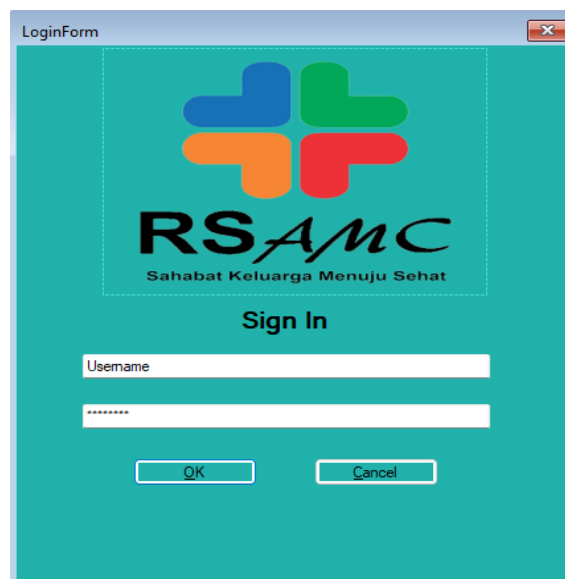 LoginForm
RSAMC
Sahabat Keluarga Menuju Sehat
Sign In
Username
********
OK
Cancel